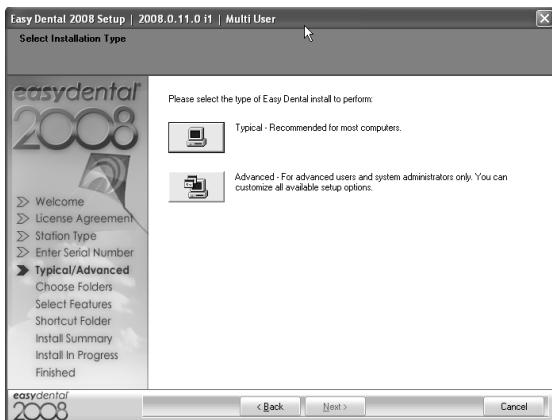 Easy Dental 2008 Setup | 2008.0.11.0 i1 | Multi User
Select Installation Type
easydental
2008
Welcome
License Agreement
Station Type
Enter Serial Number
Typical/Advanced
Choose Folders
Select Features
Shortcut Folder
Install Summary
Install In Progress
Finished
Please select the type of Easy Dental install to perform:
Typical - Recommended for most computers.
Advanced - For advanced users and system administrators only. You can
customize all available setup options.
easydental
2008
< Back
Next >
Cancel